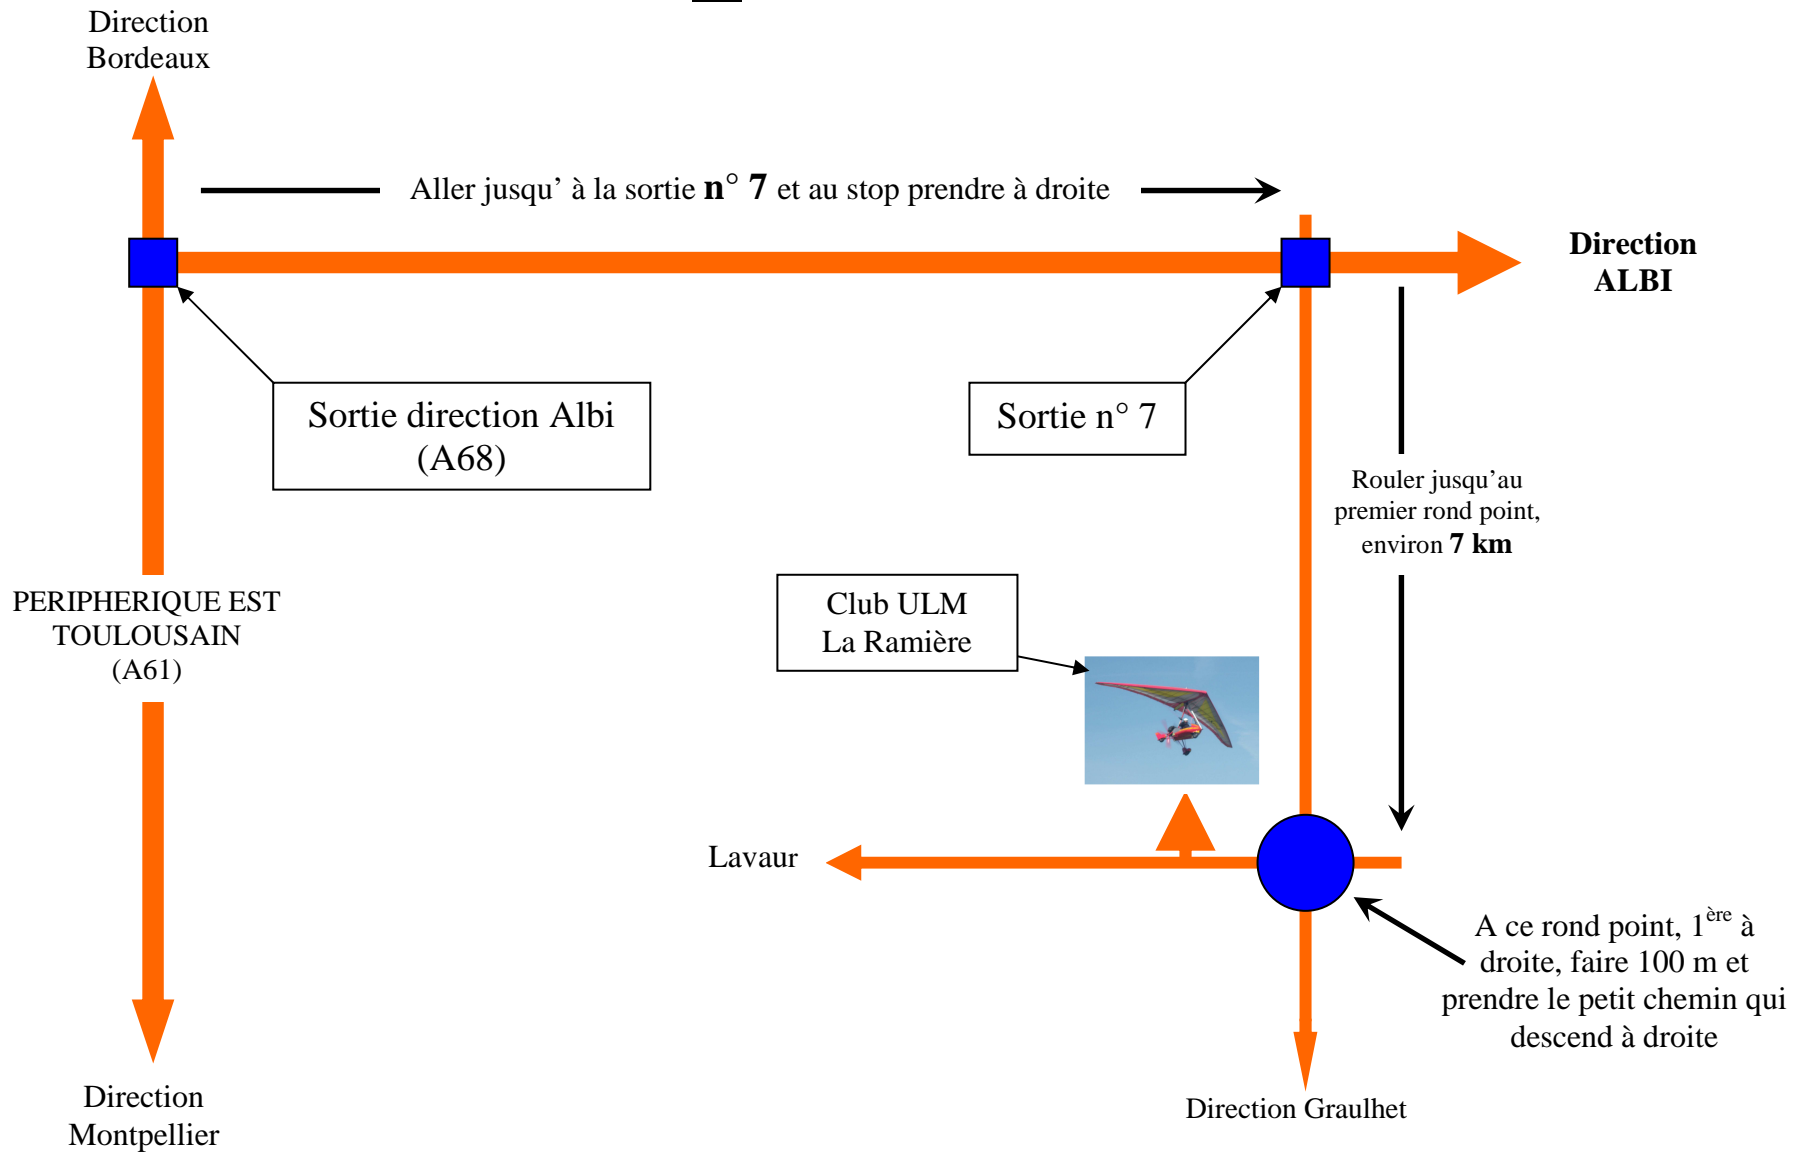 Direction
Bordeaux
Aller jusqu’ à la sortie n° 7 et au stop prendre à droite
Direction
ALBI
Sortie direction Albi
(A68)
Sortie n° 7
Rouler jusqu’au
premier rond point,
environ 7 km
PERIPHERIQUE EST
TOULOUSAIN
(A61)
Club ULM
La Ramière
Lavaur
A ce rond point, 1ère à
droite, faire 100 m et
prendre le petit chemin qui
descend à droite
Direction
Montpellier
Direction Graulhet